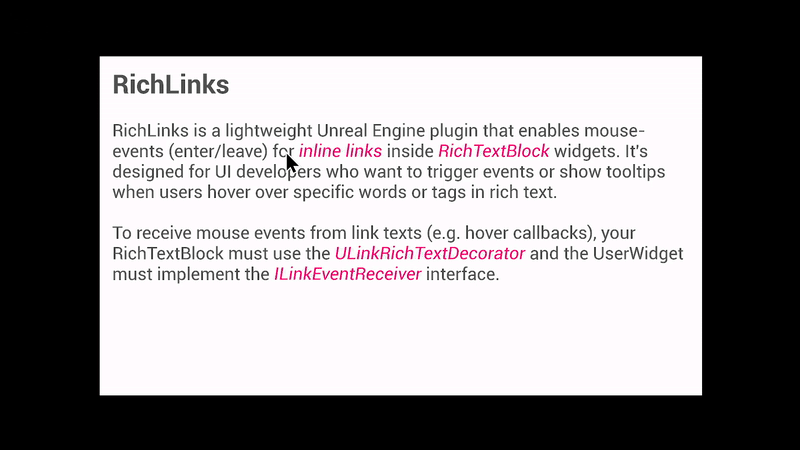 RichLinks
RichLinks is a lightweight Unreal Engine plugin that enables mouse-
events (enter/leave) for inline links inside RichTextBlock widgets. It's
designed for UI developers who want to trigger events or show tooltips
when users hover over specific words or tags in rich text.
To receive mouse events from link texts (e.g. hover callbacks), your
RichTextBlock must use the ULinkRichTextDecorator and the UserWidget
must implement the ILinkEventReceiver interface.